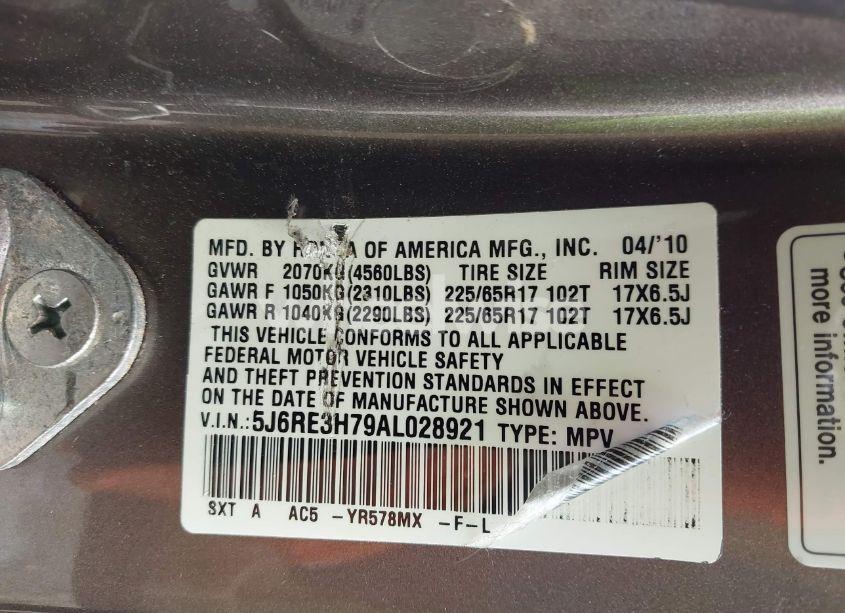 MFD. BY HONDA OF AMERICA MFG., INC. 04/'10
GVWR 2070KG(4560LBS) TIRE SIZE RIM SIZE
GAWR F 1050KG(2310LBS) 225/65R17 102T 17X6.5J
GAWR R 1040KG(2290LBS) 225/65R17 102T 17X6.5J
THIS VEHICLE CONFORMS TO ALL APPLICABLE
FEDERAL MOTOR VEHICLE SAFETY
AND THEFT PREVENTION STANDARDS IN EFFECT
ON THE DATE OF MANUFACTURE SHOWN ABOVE.
V.I.N.: 5J6RE3H79AL028921 TYPE: MPV
SXT A AC5 -YR578MX -F-L
more information.